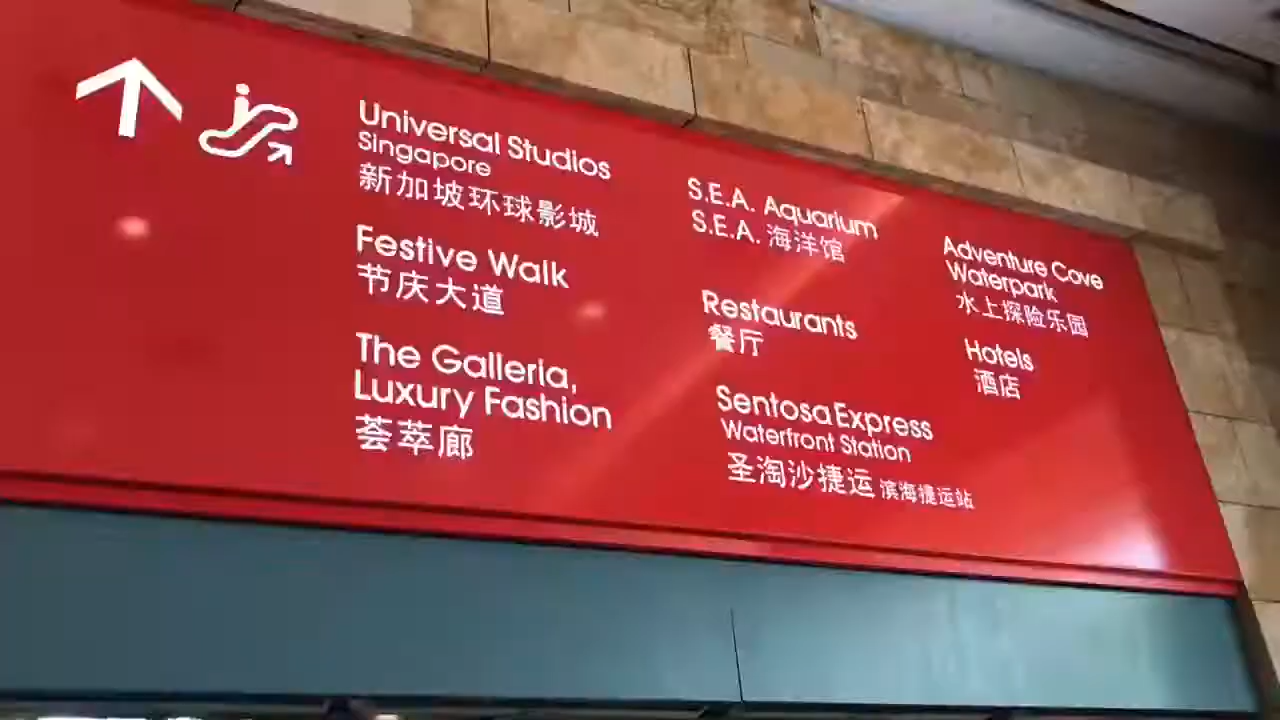 Universal Studios
Singapore
新加坡环球影城
Festive Walk
节庆大道
The Galleria,
Luxury Fashion
荟萃廊
S.E.A. Aquarium
S.E.A. 海洋馆
Restaurants
餐厅
Sentosa Express
Waterfront Station
圣淘沙捷运 滨海捷运站
Adventure Cove
Waterpark
水上探险乐园
Hotels
酒店